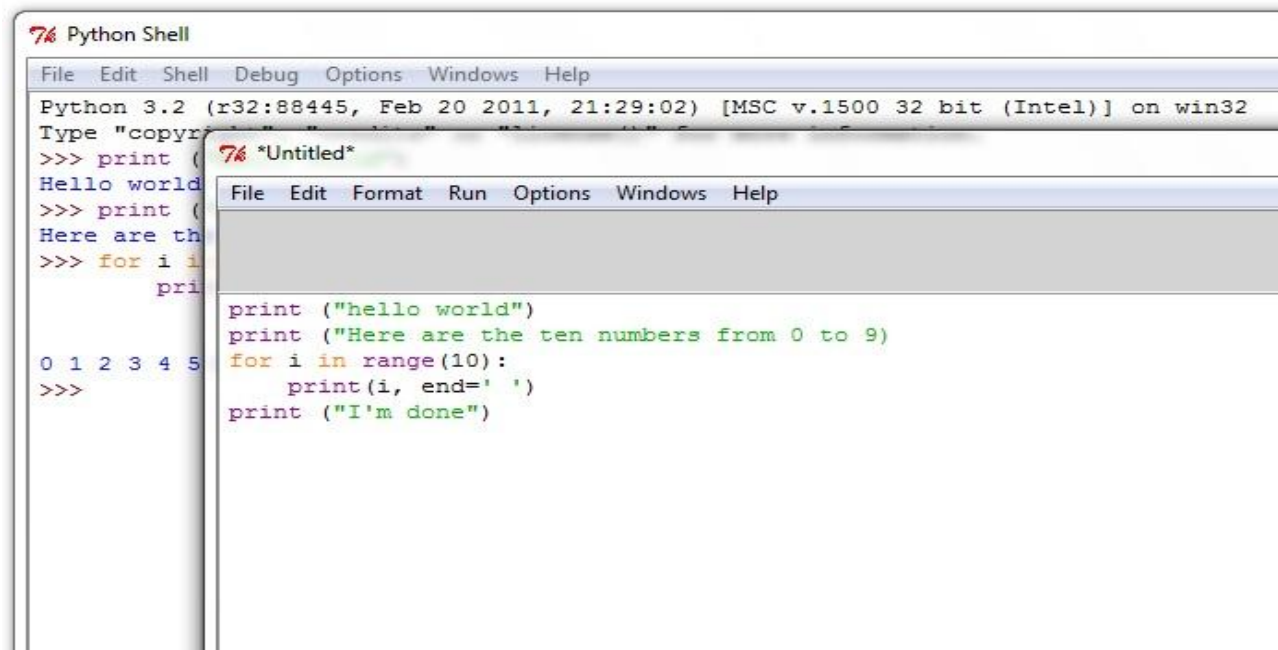 Python Shell
File Edit Shell Debug Options Windows Help
Python 3.2 (r32:88445, Feb 20 2011, 21:29:02) [MSC v.1500 32 bit (Intel)] on win32
Type "copyr
>>> print (
Hello world
>>> print (
Here are th
>>> for i i
pri
0 1 2 3 4 5
>>>
*Untitled*
File Edit Format Run Options Windows Help
print ("hello world")
print ("Here are the ten numbers from 0 to 9)
for i in range(10):
    print(i, end=' ')
print ("I'm done")